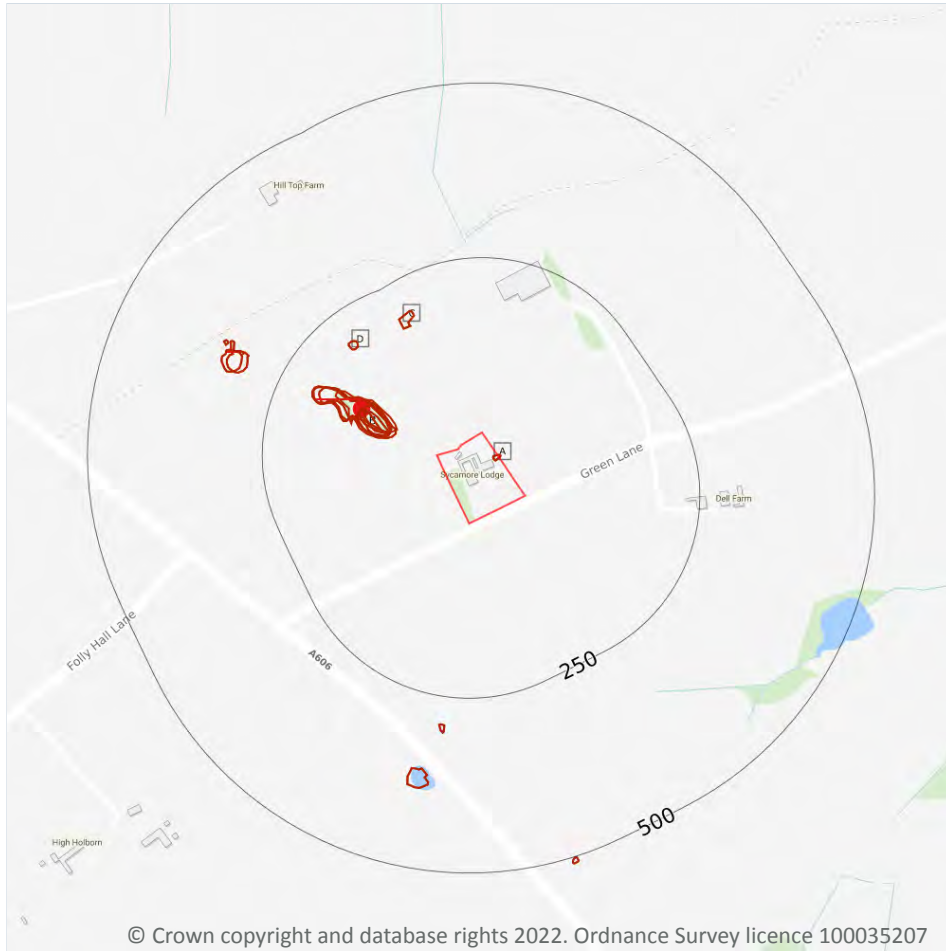 Hill Top Farm
D
A
Sycamore Lodge
Green Lane
Dell Farm
Folly Hall Lane
A606
250
500
High Holborn
© Crown copyright and database rights 2022. Ordnance Survey licence 100035207